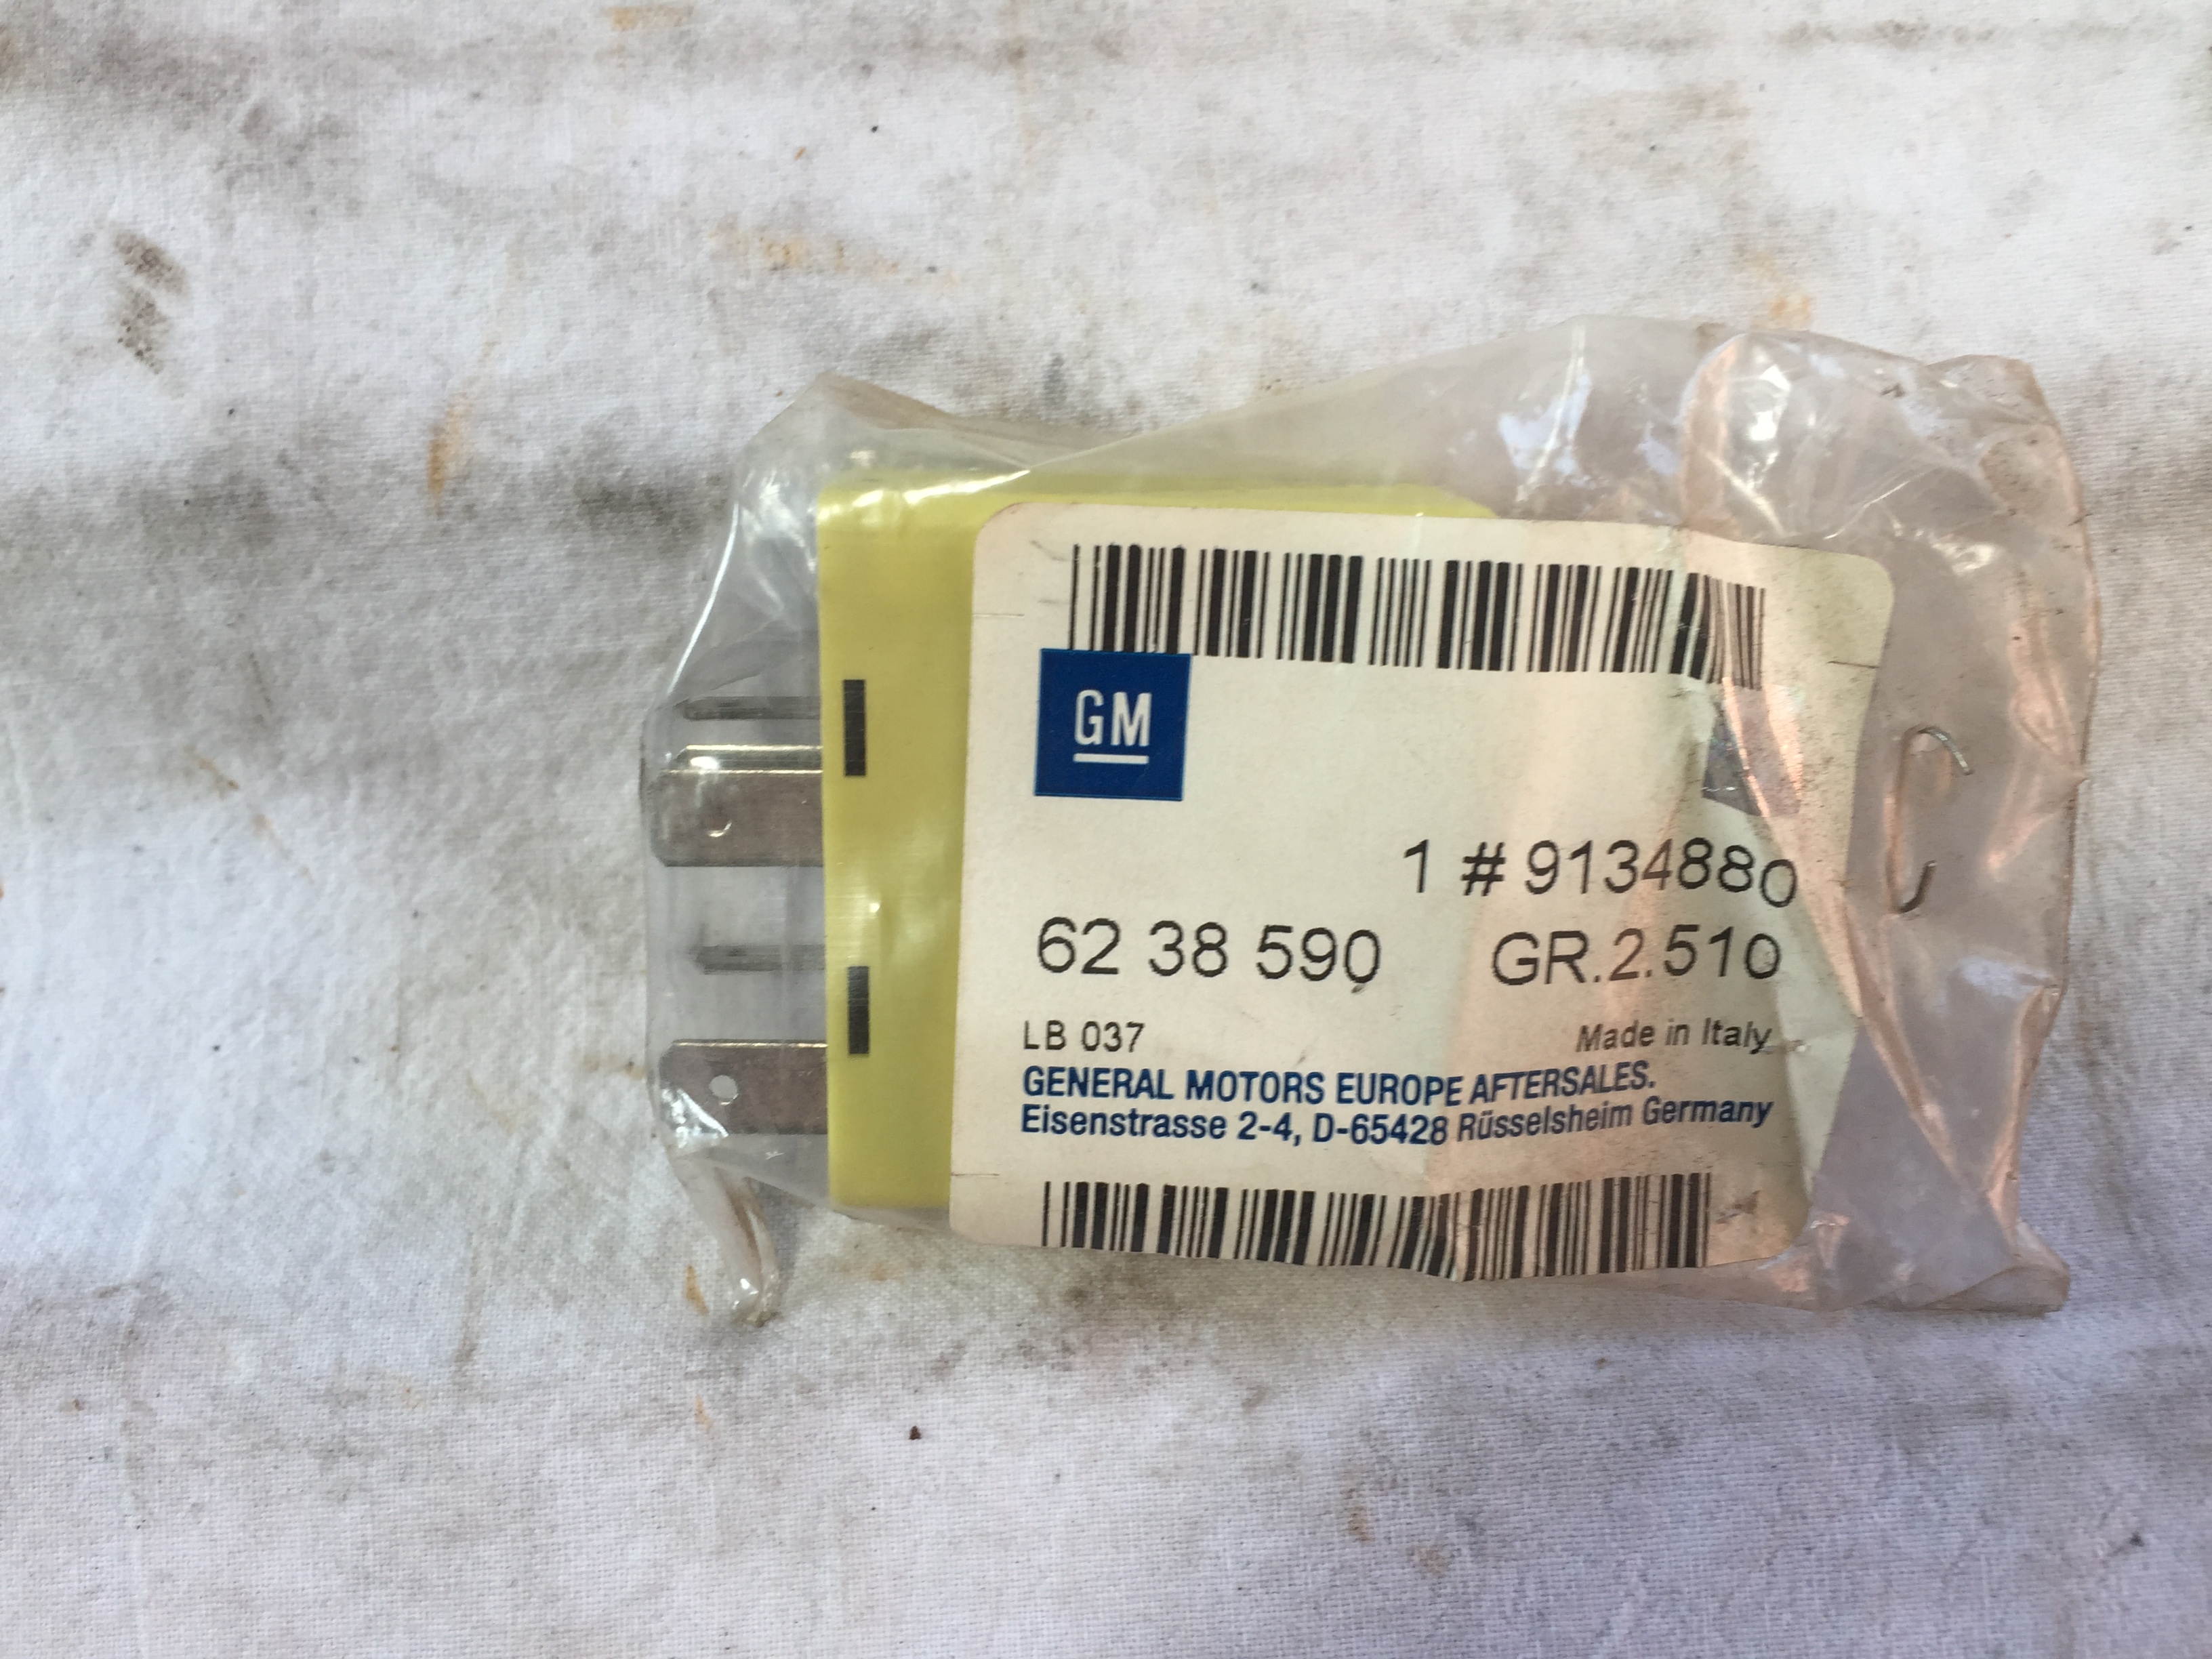 GM
1 # 9134880
62 38 590 GR.2.510
LB 037 Made in Italy
GENERAL MOTORS EUROPE AFTERSALES.
Eisenstrasse 2-4, D-65428 Rüsselsheim Germany